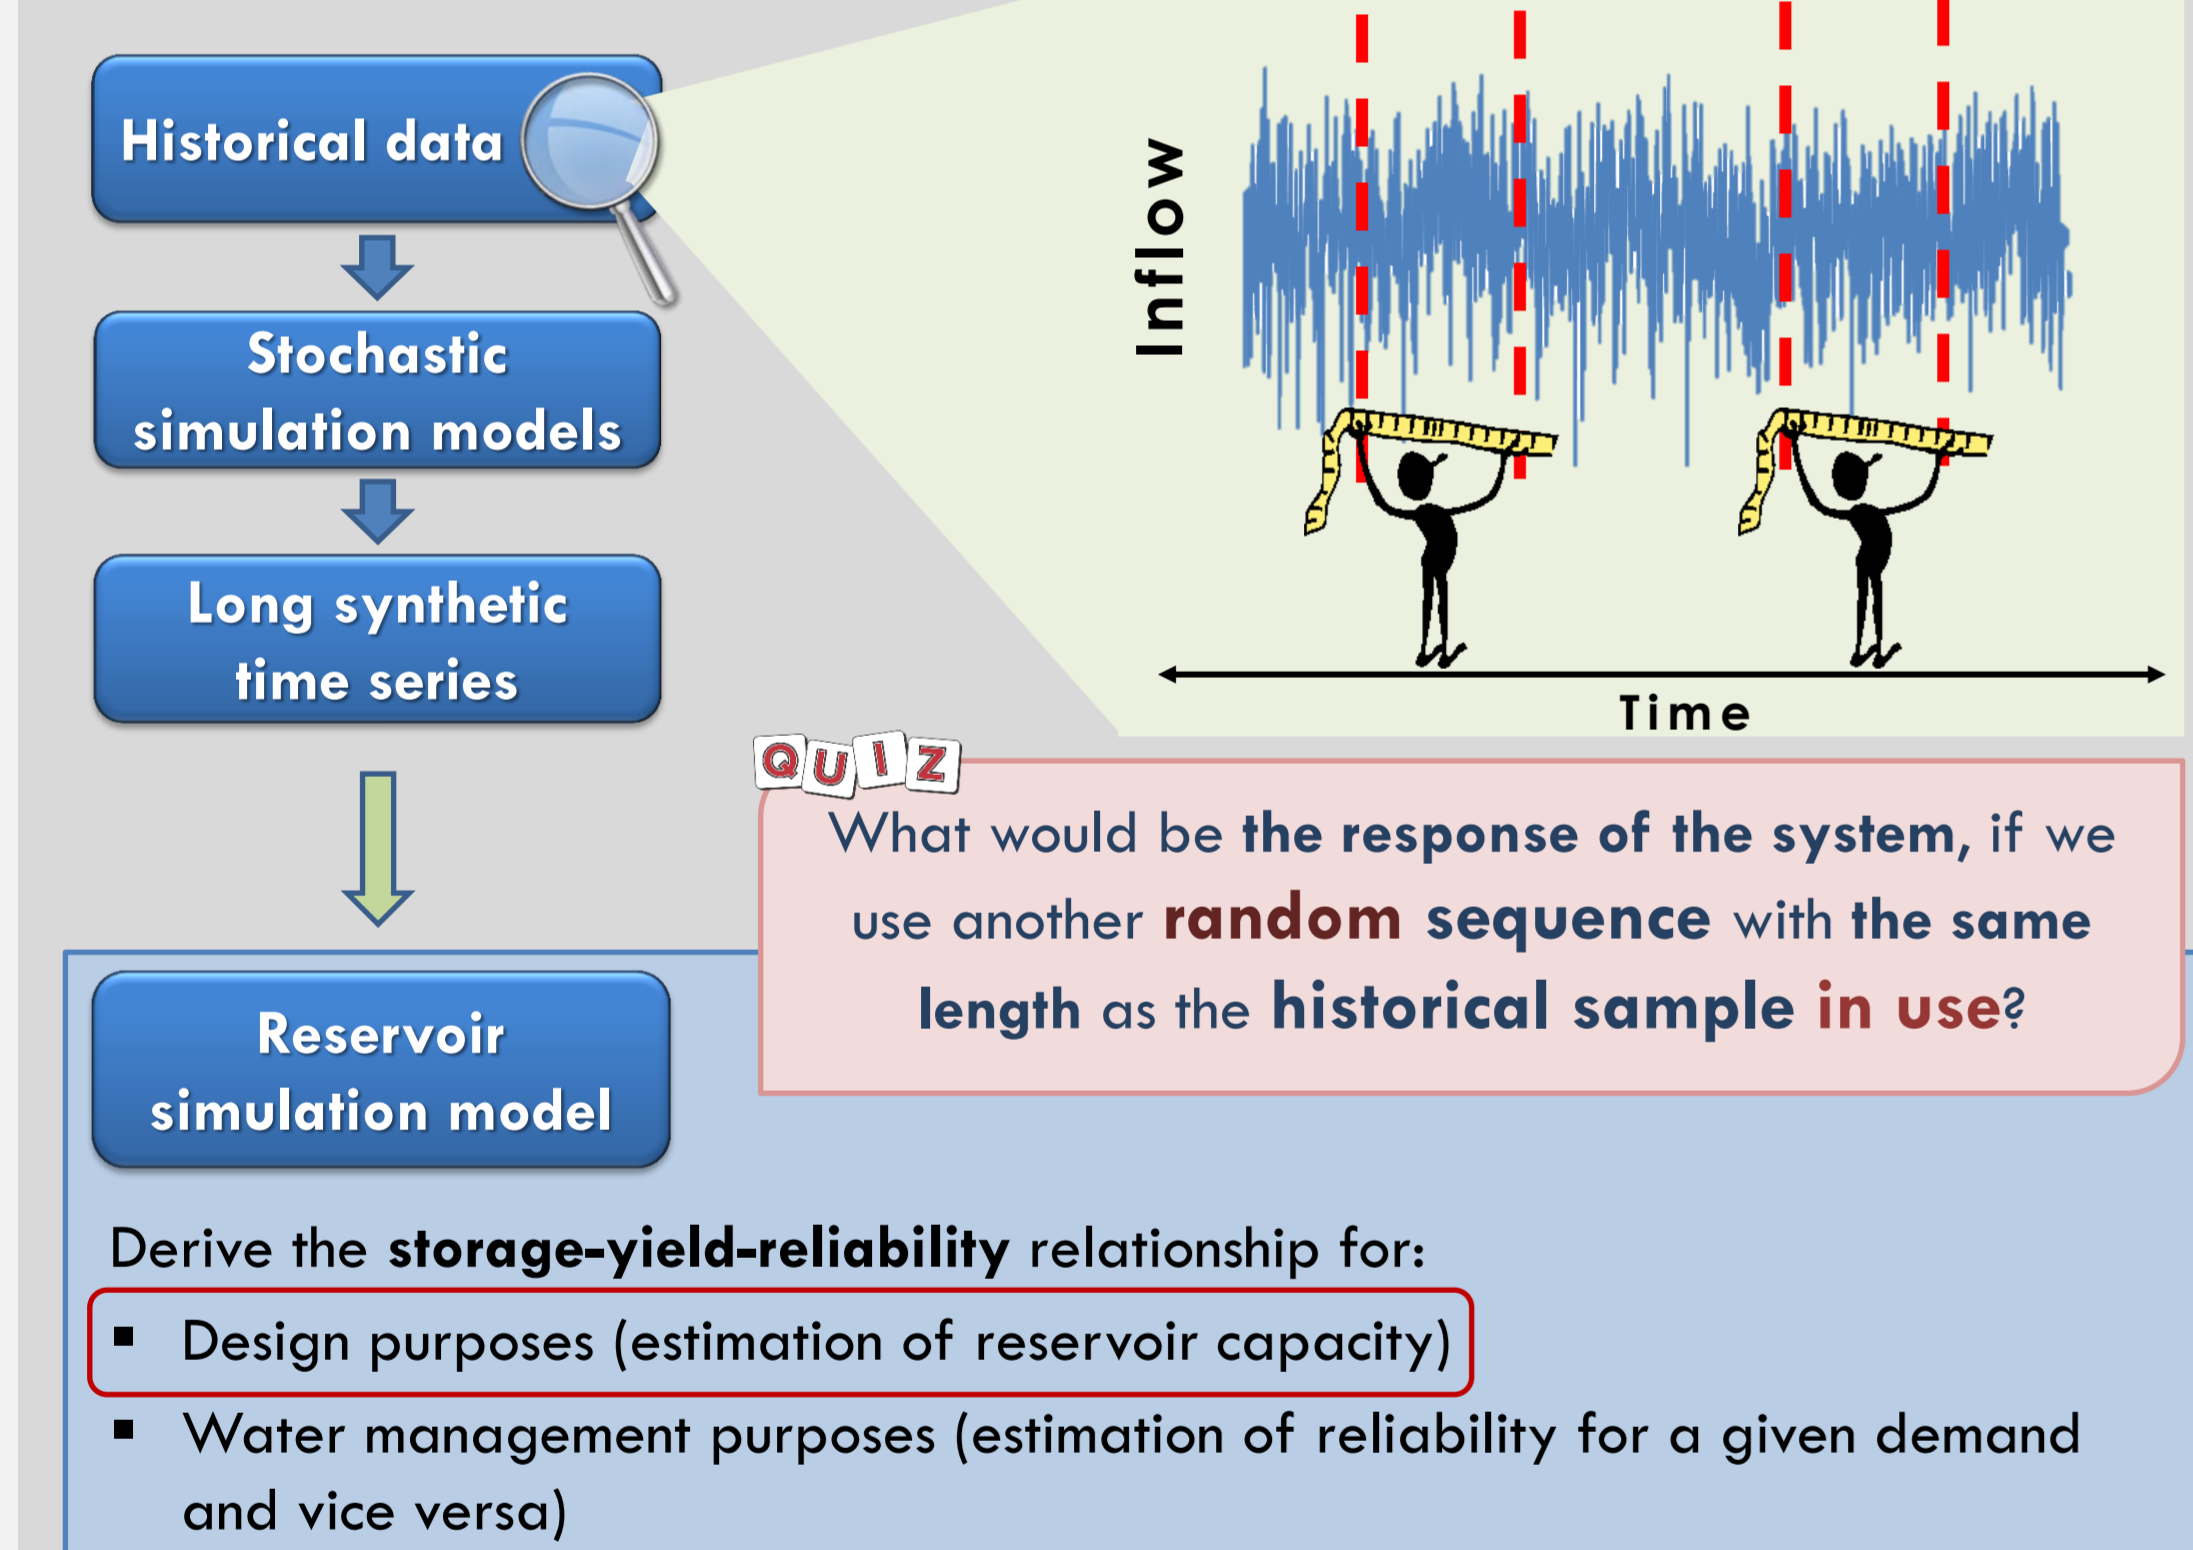 Historical data
Stochastic
simulation models
Long synthetic
time series
Inflow
Time
QUIZ
What would be the response of the system, if we
use another random sequence with the same
length as the historical sample in use?
Reservoir
simulation model
Derive the storage-yield-reliability relationship for:
▪ Design purposes (estimation of reservoir capacity)
▪ Water management purposes (estimation of reliability for a given demand
and vice versa)